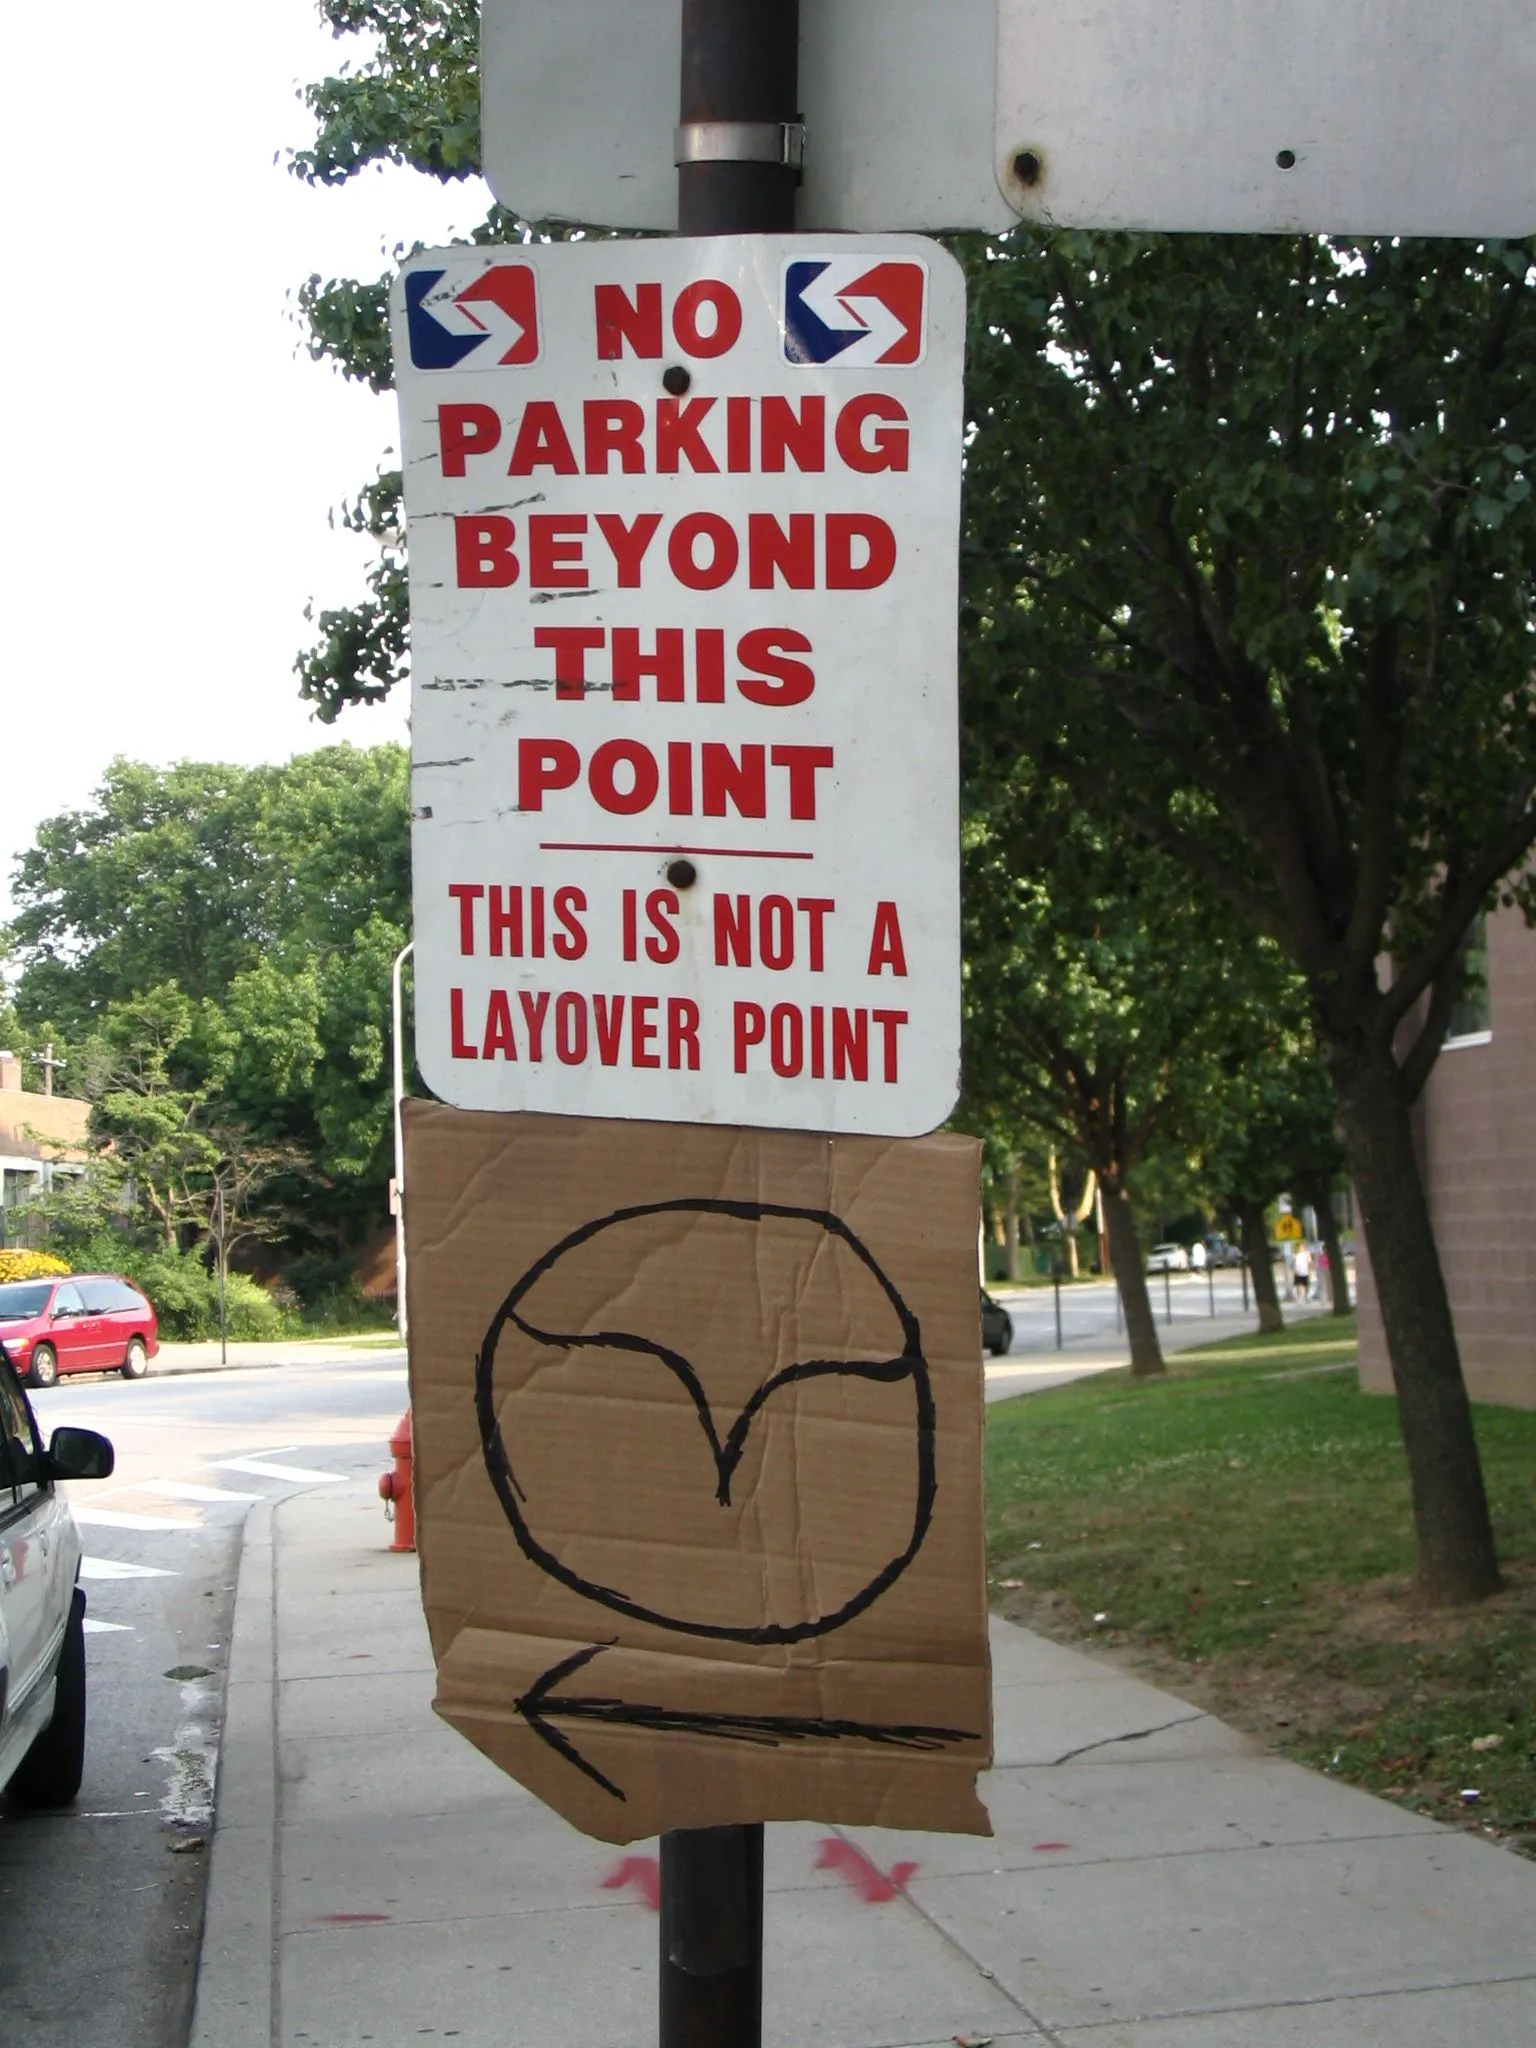 NO
PARKING
BEYOND
THIS
POINT
THIS IS NOT A
LAYOVER POINT